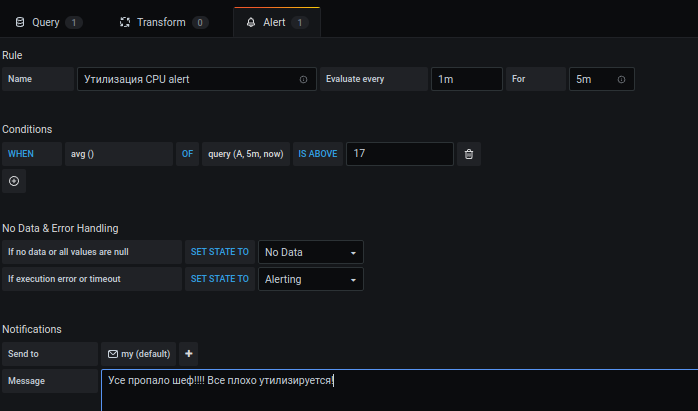 Query 1 Transform 0 Alert 1
Rule
Name Утилизация CPU alert Evaluate every 1m For 5m
Conditions
WHEN avg () OF query (A, 5m, now) IS ABOVE 17
No Data & Error Handling
If no data or all values are null SET STATE TO No Data
If execution error or timeout SET STATE TO Alerting
Notifications
Send to my (default)
Message Усе пропало шеф!!!! Все плохо утилизируется!